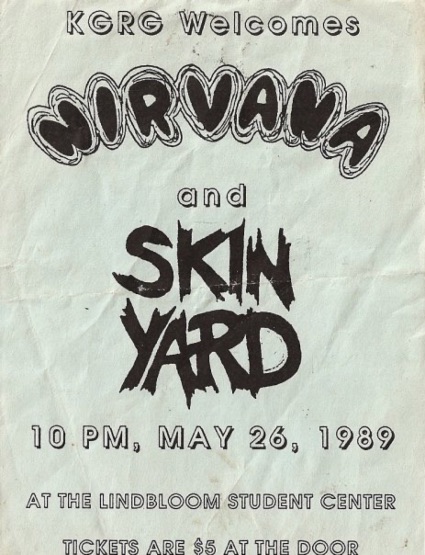 KGRG Welcomes
NIRVANA
and
SKIN
YARD
10 PM, MAY 26, 1989
AT THE LINDBLOOM STUDENT CENTER
TICKETS ARE $5 AT THE DOOR